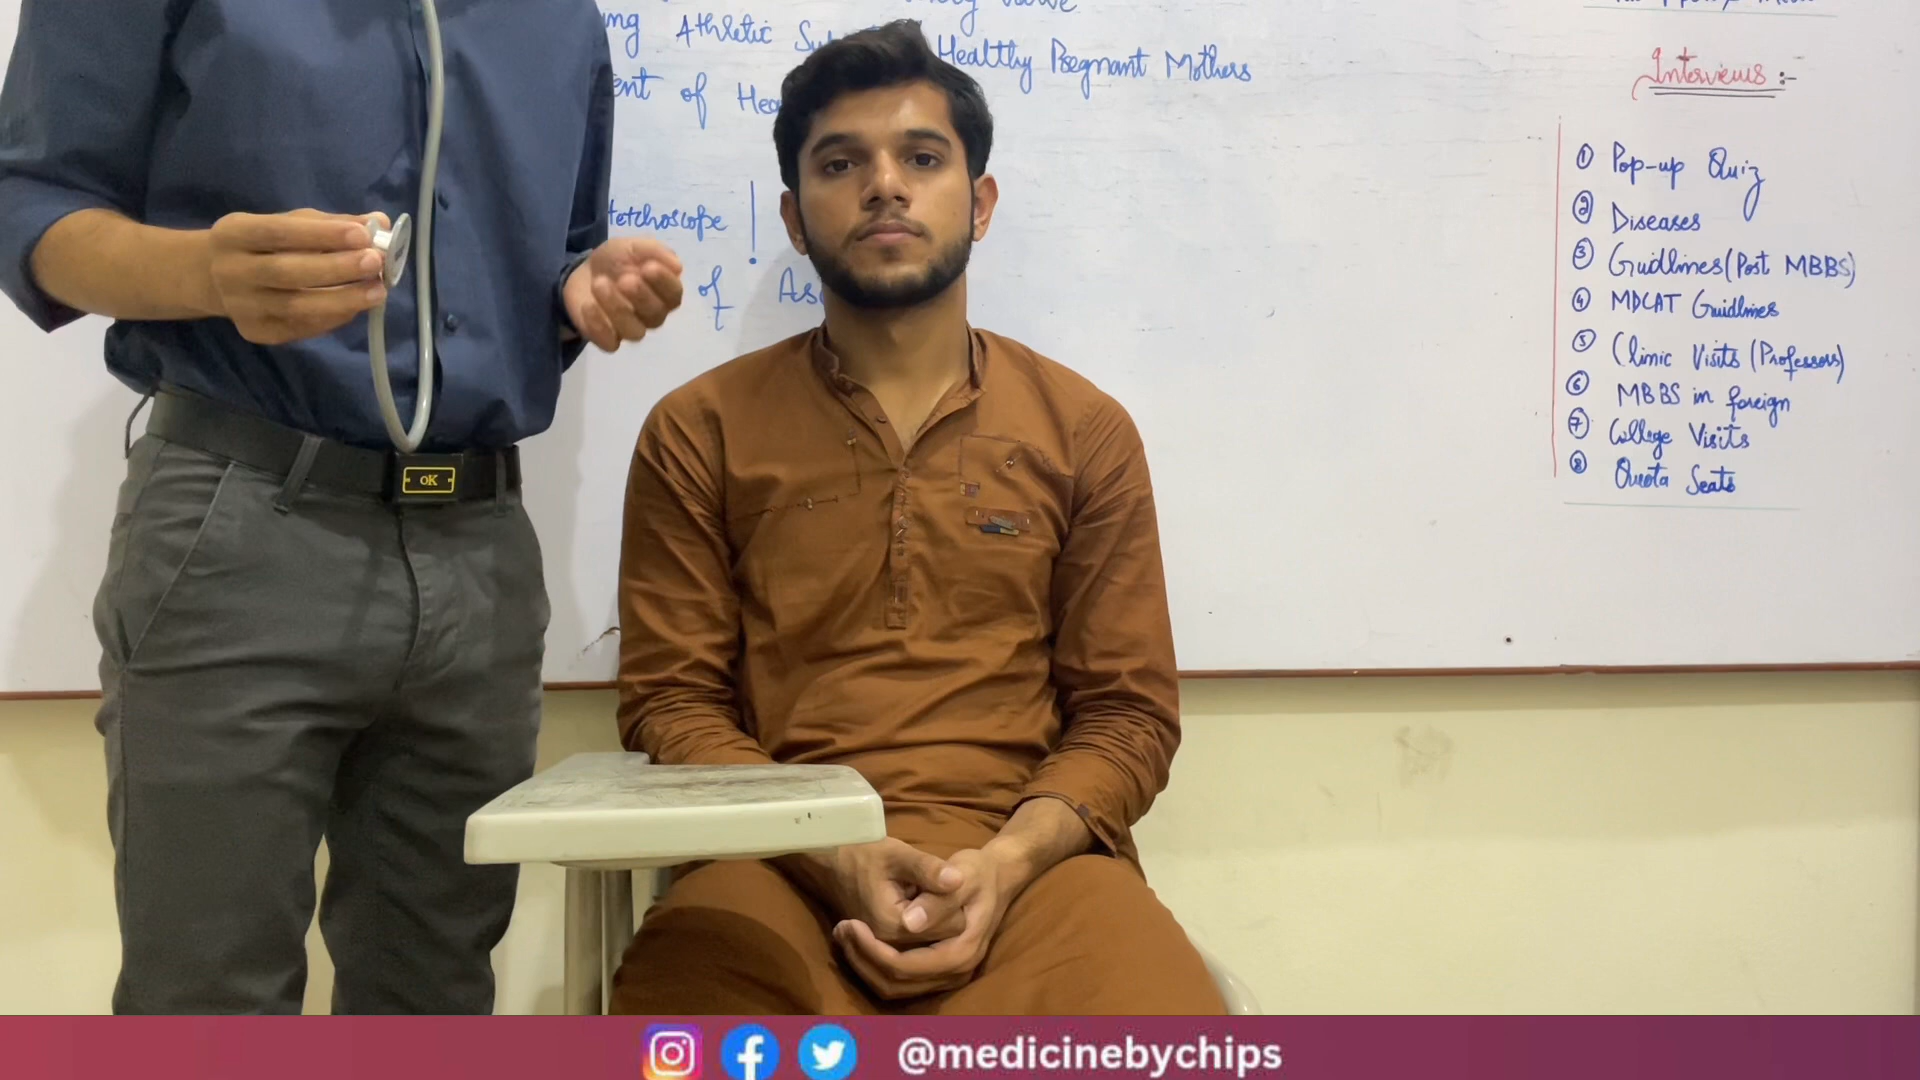 ing Athletic
Healthy Pregnant Mothers
of
of
Interviews :-
① Pop-up Quiz
② Diseases
③ Guidlines (Post MBBS)
④ MDCAT Guidlines
⑤ Clinic Visits (Professors)
⑥ MBBS in foreign
⑦ College Visits
⑧ Quota Seats
OK
@medicinebychips